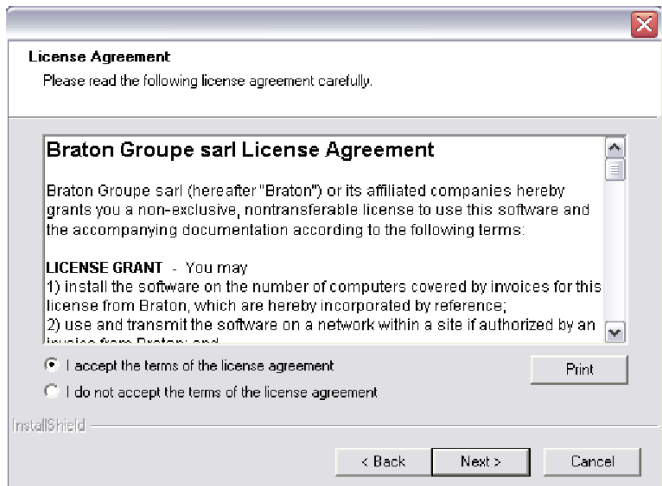 License Agreement
Please read the following license agreement carefully.
Braton Groupe sarl License Agreement
Braton Groupe sarl (hereafter "Braton") or its affiliated companies hereby
grants you a non-exclusive, nontransferable license to use this software and
the accompanying documentation according to the following terms:
LICENSE GRANT - You may
1) install the software on the number of computers covered by invoices for this
license from Braton, which are hereby incorporated by reference;
2) use and transmit the software on a network within a site if authorized by an
invoice from Braton; and
I accept the terms of the license agreement
Print
I do not accept the terms of the license agreement
InstallShield
< Back Next > Cancel